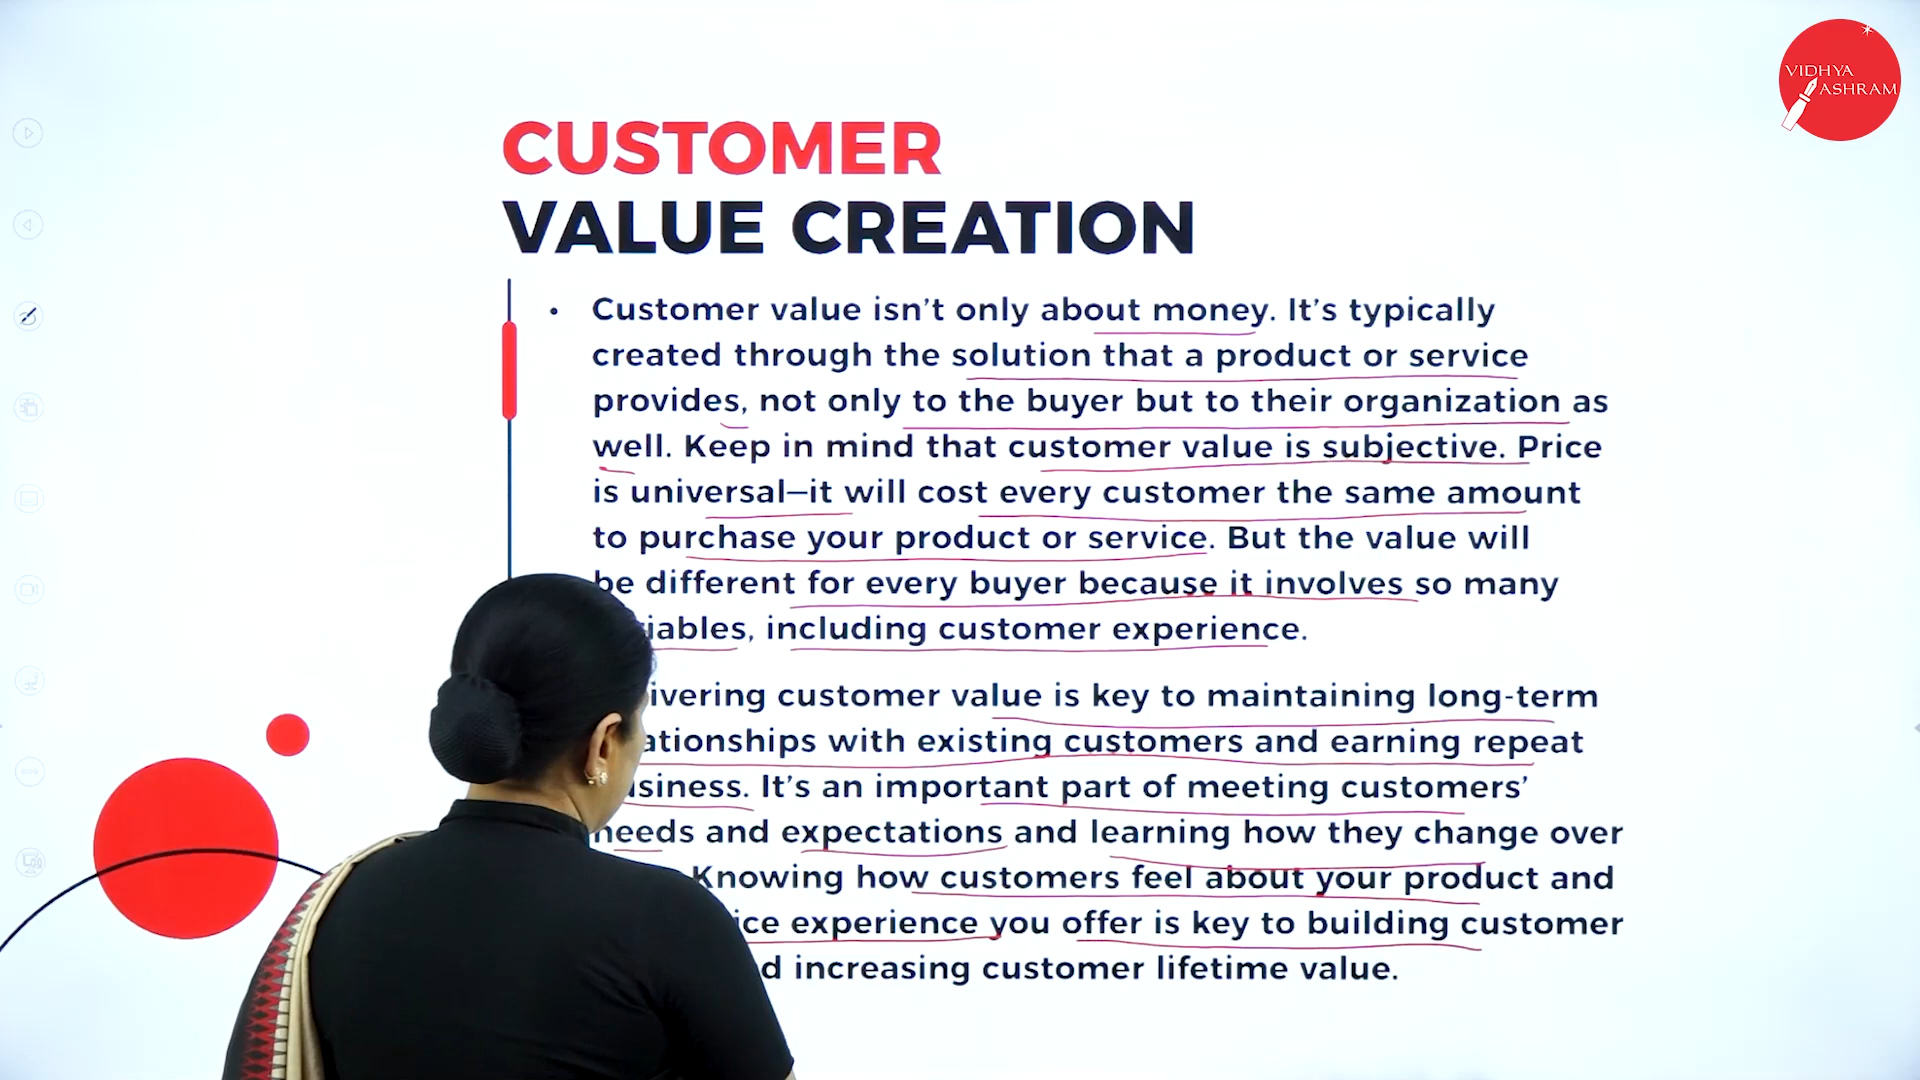 VIDHYA
ASHRAM
CUSTOMER
VALUE CREATION
• Customer value isn't only about money. It's typically
created through the solution that a product or service
provides, not only to the buyer but to their organization as
well. Keep in mind that customer value is subjective. Price
is universal—it will cost every customer the same amount
to purchase your product or service. But the value will
be different for every buyer because it involves so many
iables, including customer experience.
ivering customer value is key to maintaining long-term
ationships with existing customers and earning repeat
siness. It's an important part of meeting customers'
needs and expectations and learning how they change over
Knowing how customers feel about your product and
ice experience you offer is key to building customer
d increasing customer lifetime value.